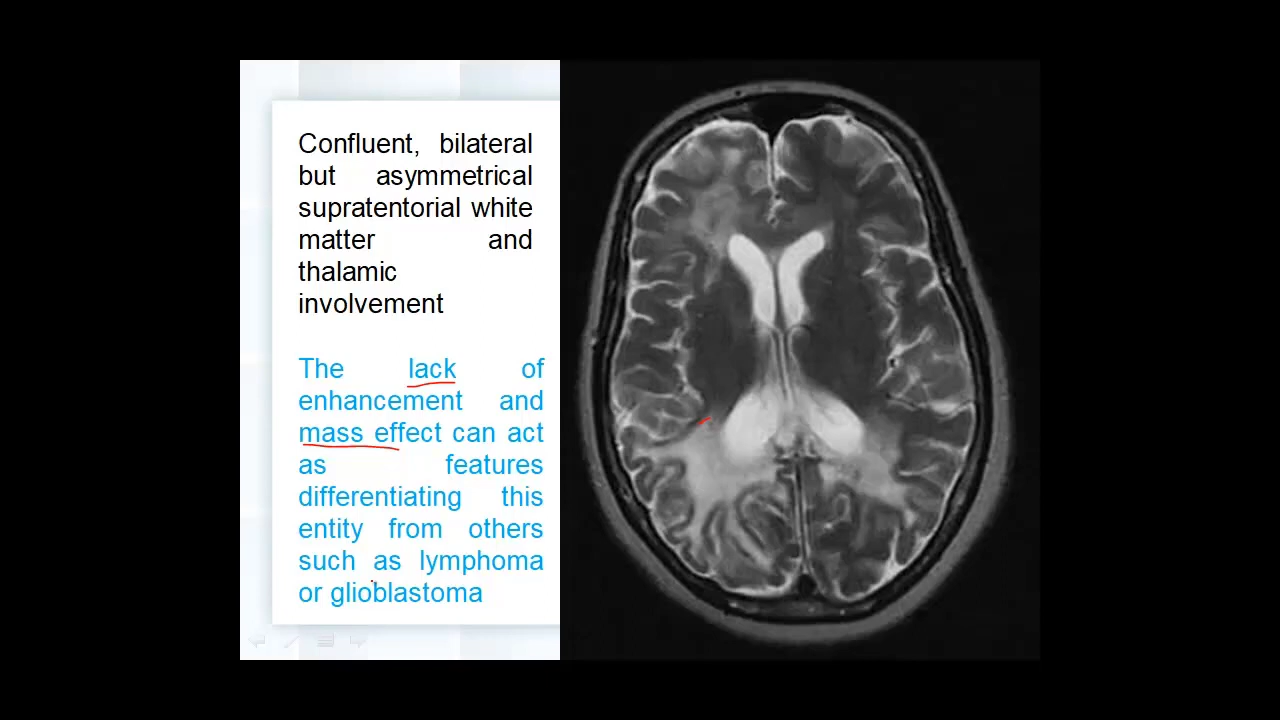 Confluent, bilateral
but asymmetrical
supratentorial white
matter and
thalamic
involvement
The lack of
enhancement and
mass effect can act
as features
differentiating this
entity from others
such as lymphoma
or glioblastoma